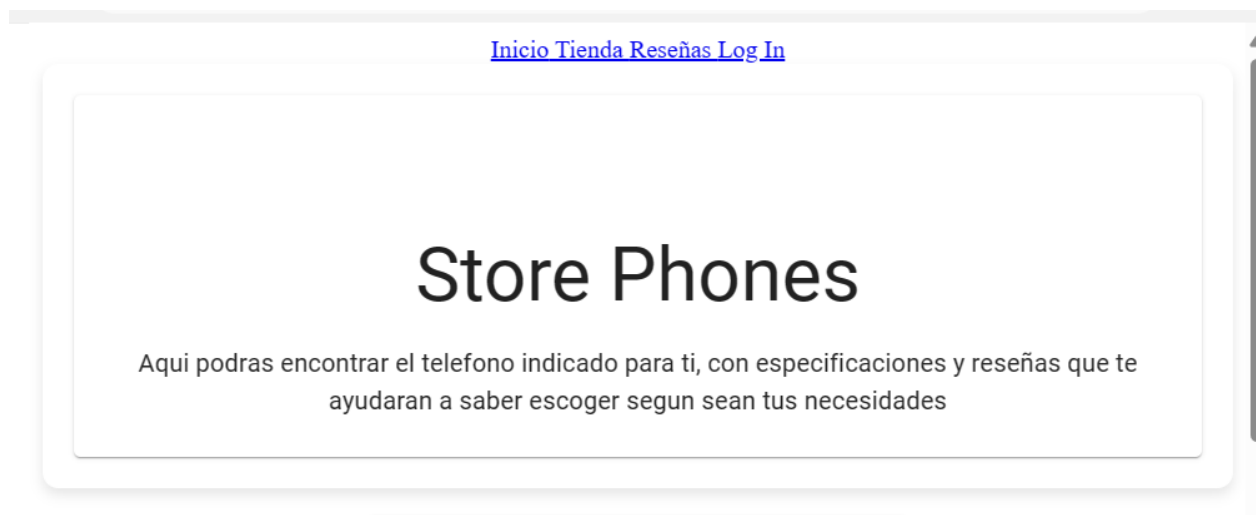 Inicio Tienda Reseñas Log In
Store Phones
Aqui podras encontrar el telefono indicado para ti, con especificaciones y reseñas que te
ayudaran a saber escoger segun sean tus necesidades